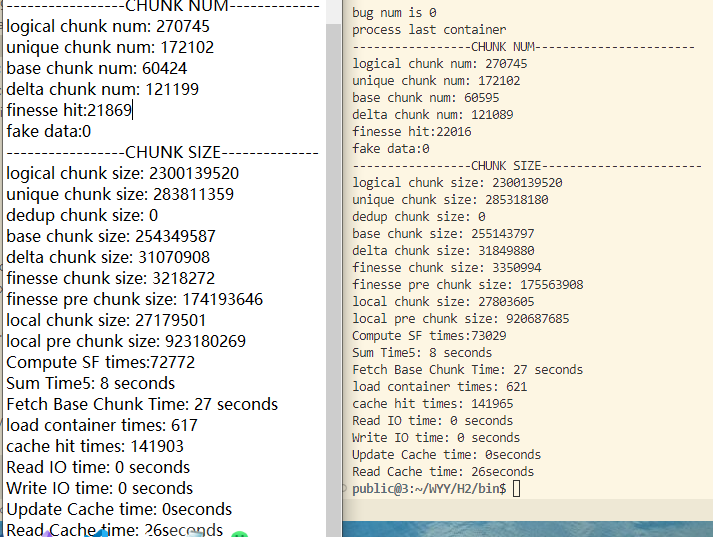 ----------------CHUNK NUM-------------
logical chunk num: 270745
unique chunk num: 172102
base chunk num: 60424
delta chunk num: 121199
finesse hit:21869
fake data:0
----------------CHUNK SIZE-------------
logical chunk size: 2300139520
unique chunk size: 283811359
dedup chunk size: 0
base chunk size: 254349587
delta chunk size: 31070908
finesse chunk size: 3218272
finesse pre chunk size: 174193646
local chunk size: 27179501
local pre chunk size: 923180269
Compute SF times:72772
Sum Time5: 8 seconds
Fetch Base Chunk Time: 27 seconds
load container times: 617
cache hit times: 141903
Read IO time: 0 seconds
Write IO time: 0 seconds
Update Cache time: 0seconds
Read Cache time: 26seconds
bug num is 0
process last container
-----------------CHUNK NUM-----------------------
logical chunk num: 270745
unique chunk num: 172102
base chunk num: 60595
delta chunk num: 121089
finesse hit:22016
fake data:0
-----------------CHUNK SIZE-----------------------
logical chunk size: 2300139520
unique chunk size: 285318180
dedup chunk size: 0
base chunk size: 255143797
delta chunk size: 31849880
finesse chunk size: 3350994
finesse pre chunk size: 175563908
local chunk size: 27803605
local pre chunk size: 920687685
Compute SF times:73029
Sum Time5: 8 seconds
Fetch Base Chunk Time: 27 seconds
load container times: 621
cache hit times: 141965
Read IO time: 0 seconds
Write IO time: 0 seconds
Update Cache time: 0seconds
Read Cache time: 26seconds
public@3:~/WYY/H2/bin$